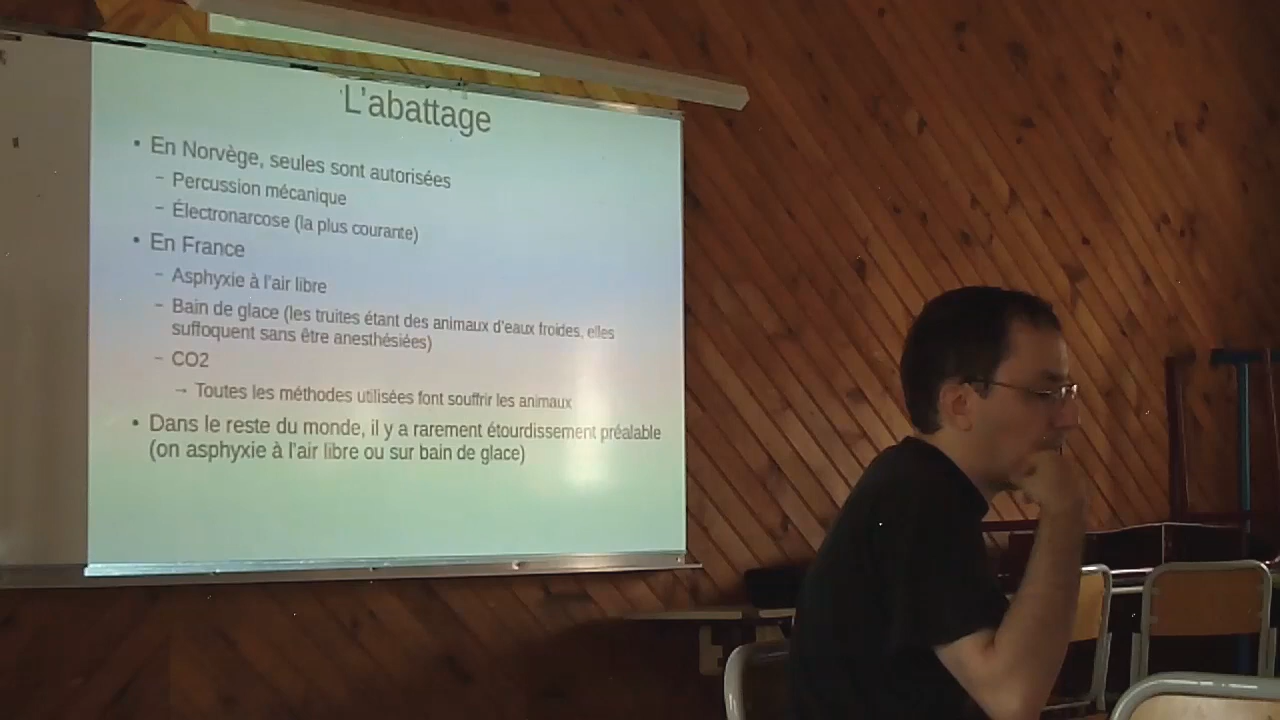 L'abattage
• En Norvège, seules sont autorisées
– Percussion mécanique
– Électronarcose (la plus courante)
• En France
– Asphyxie à l'air libre
– Bain de glace (les truites étant des animaux d'eaux froides, elles
suffoquent sans être anesthésiées)
– CO2
→ Toutes les méthodes utilisées font souffrir les animaux
• Dans le reste du monde, il y a rarement étourdissement préalable
(on asphyxie à l'air libre ou sur bain de glace)